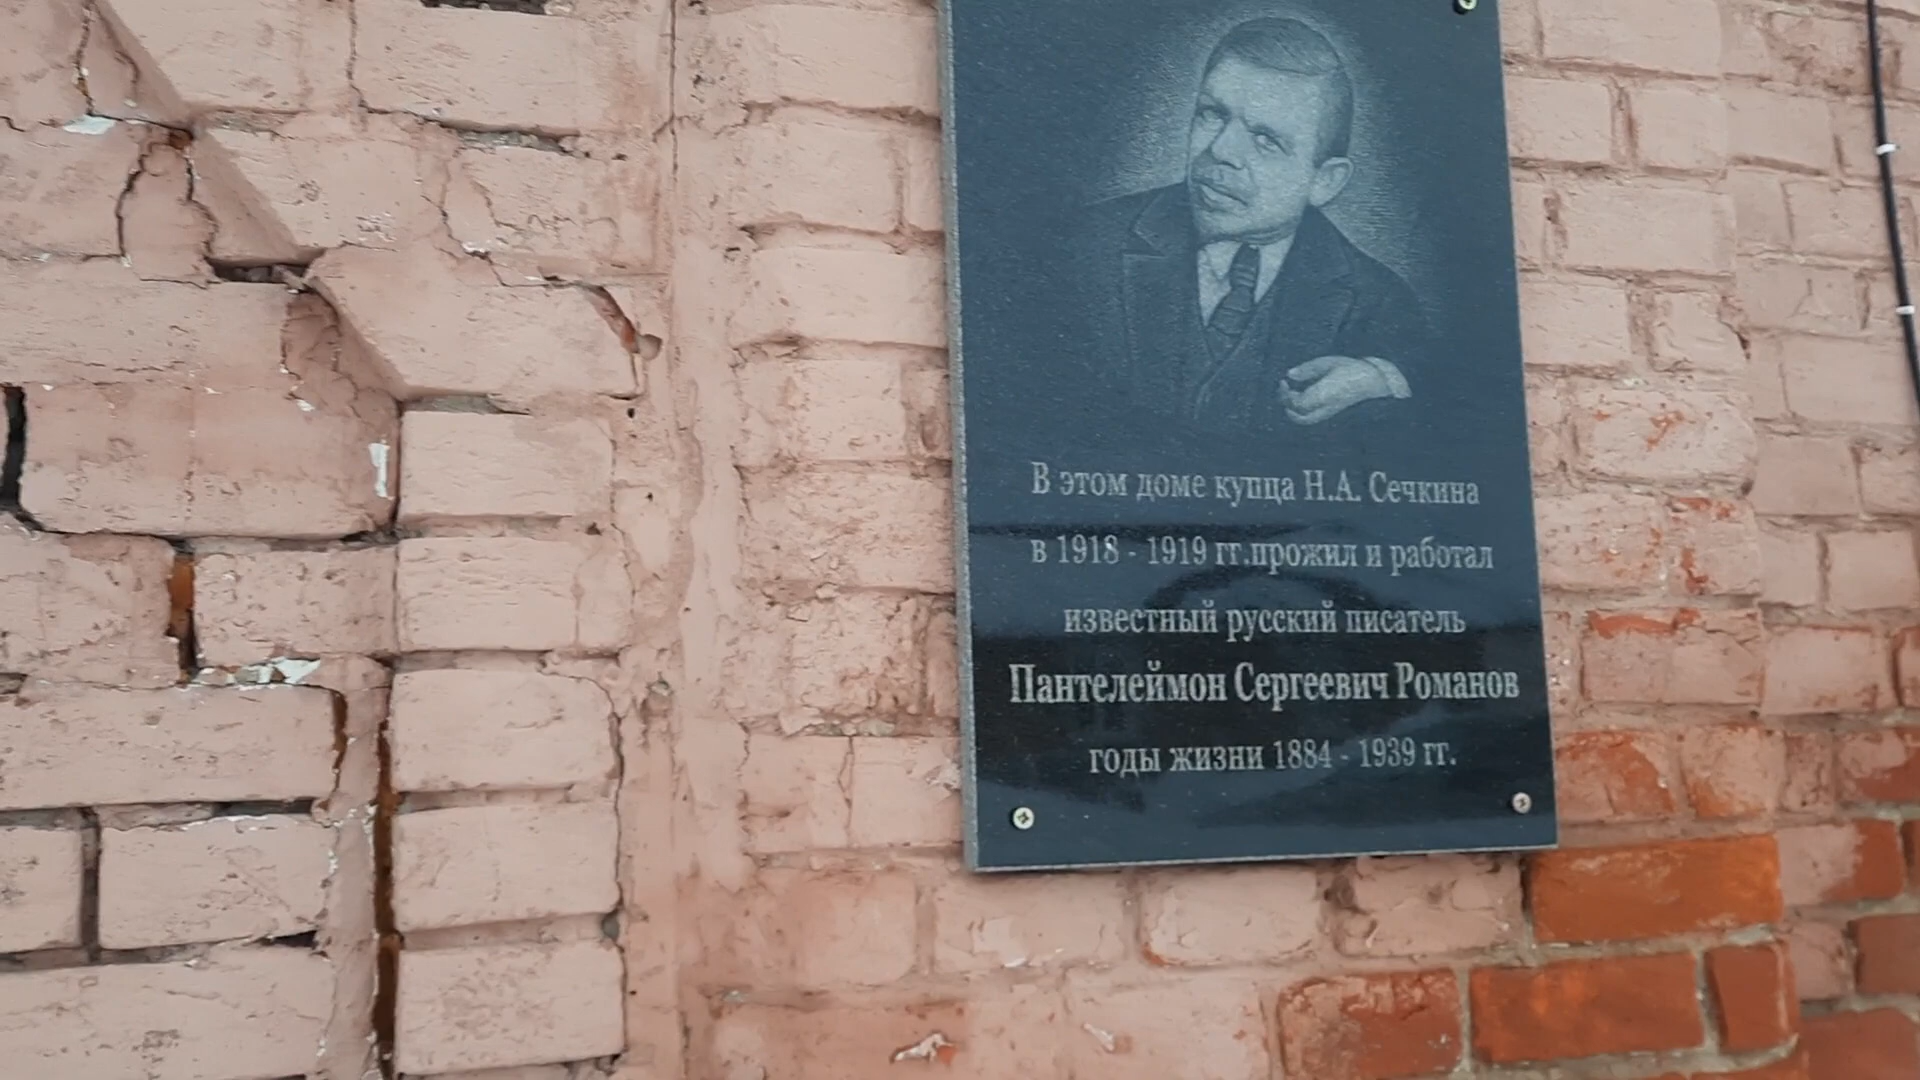 В этом доме купца Н.А. Сечкина
в 1918 - 1919 гг.прожил и работал
известный русский писатель
Пантелеймон Сергеевич Романов
годы жизни 1884 - 1939 гг.